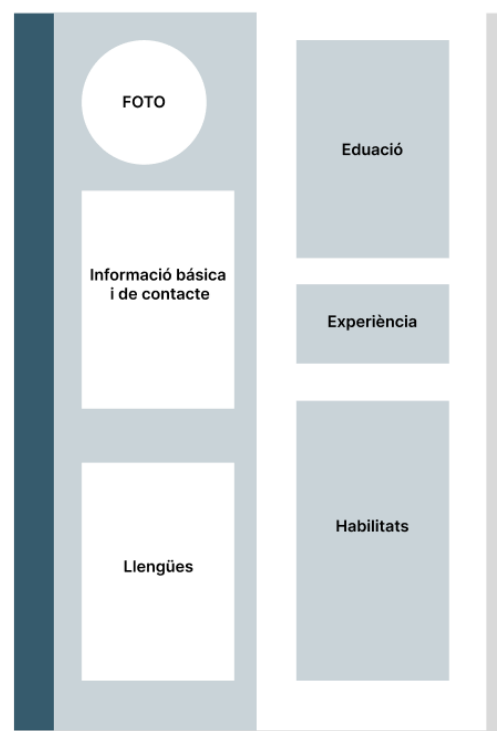 FOTO
Informació básica
i de contacte
Llengües
Eduació
Experiència
Habilitats